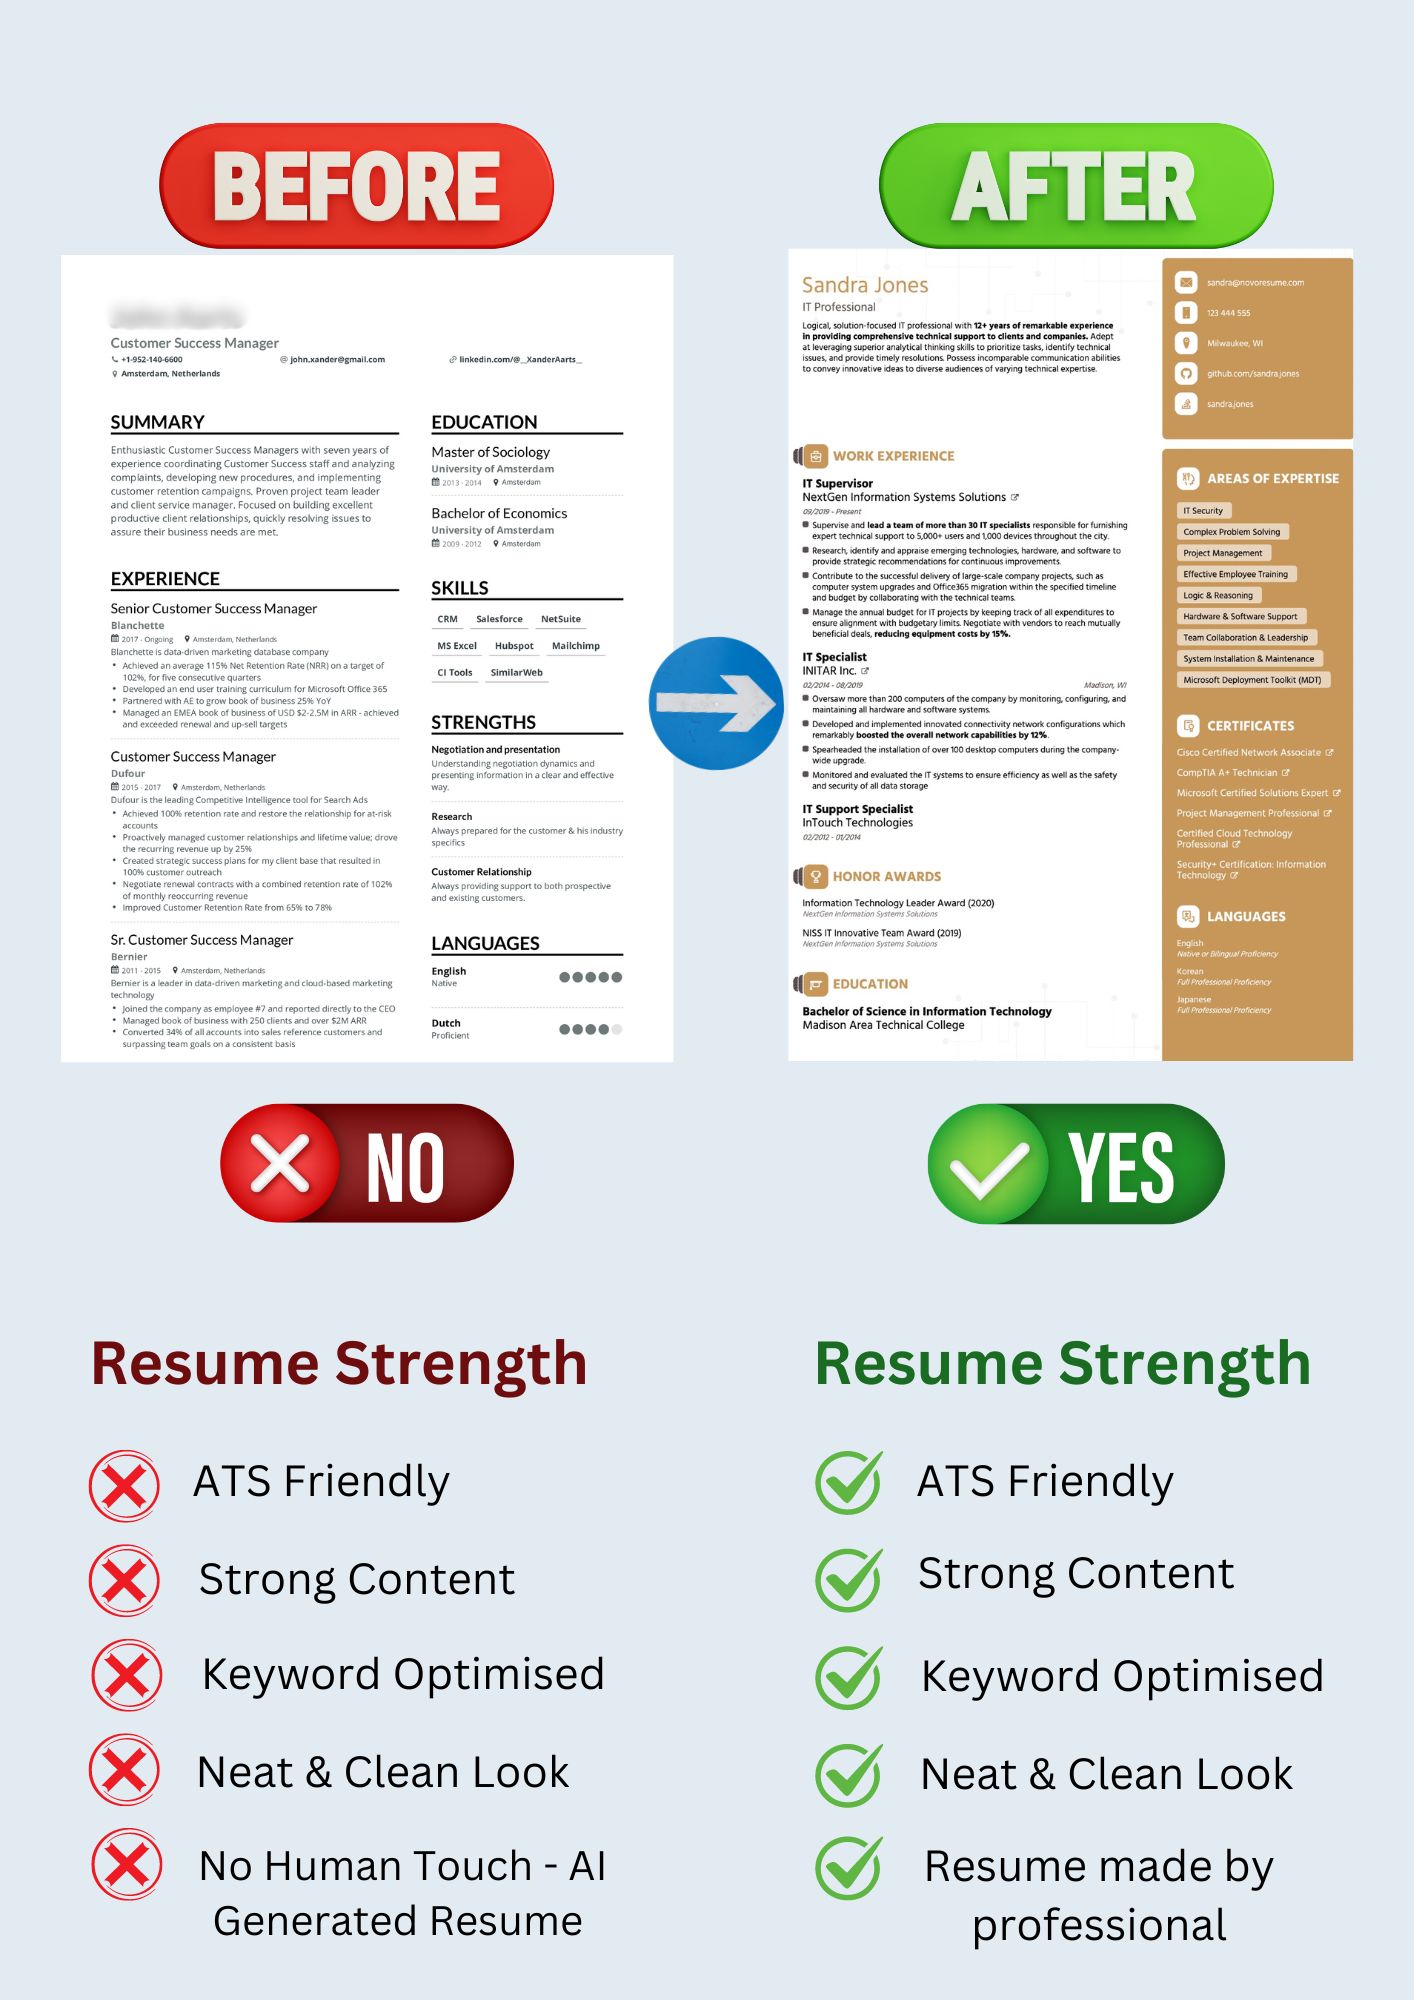 BEFORE
Customer Success Manager
+1-952-140-6600
john.xander@gmail.com
linkedin.com/@_XanderAarts_
Amsterdam, Netherlands
SUMMARY
Enthusiastic Customer Success Managers with seven years of
experience coordinating Customer Success staff and analyzing
complaints, developing new procedures, and implementing
customer retention campaigns. Proven project team leader
and client service manager. Focused on building excellent
productive client relationships, quickly resolving issues to
assure their business needs are met.
EXPERIENCE
Senior Customer Success Manager
Blanchette
2017 - Ongoing Amsterdam, Netherlands
Blanchette is data-driven marketing database company
• Achieved an average 115% Net Retention Rate (NRR) on a target of
102%, for five consecutive quarters
• Developed an end user training curriculum for Microsoft Office 365
• Partnered with AE to grow book of business 25% YoY
• Managed an EMEA book of business of USD $2-2.5M in ARR - achieved
and exceeded renewal and up-sell targets
Customer Success Manager
Dufour
2015 - 2017 Amsterdam, Netherlands
Dufour is the leading Competitive Intelligence tool for Search Ads
• Achieved 100% retention rate and restore the relationship for at-risk
accounts
• Proactively managed customer relationships and lifetime value; drove
the recurring revenue up by 25%
• Created strategic success plans for my client base that resulted in
100% customer outreach
• Negotiate renewal contracts with a combined retention rate of 102%
of monthly reoccurring revenue
• Improved Customer Retention Rate from 65% to 78%
Sr. Customer Success Manager
Bernier
2011 - 2015 Amsterdam, Netherlands
Bernier is a leader in data-driven marketing and cloud-based marketing
technology
• Joined the company as employee #7 and reported directly to the CEO
• Managed book of business with 250 clients and over $2M ARR
• Converted 34% of all accounts into sales reference customers and
surpassing team goals on a consistent basis
EDUCATION
Master of Sociology
University of Amsterdam
2013 - 2014 Amsterdam
Bachelor of Economics
University of Amsterdam
2009 - 2012 Amsterdam
SKILLS
CRM Salesforce NetSuite
MS Excel Hubspot Mailchimp
CI Tools SimilarWeb
STRENGTHS
Negotiation and presentation
Understanding negotiation dynamics and
presenting information in a clear and effective
way.
Research
Always prepared for the customer & his industry
specifics
Customer Relationship
Always providing support to both prospective
and existing customers.
LANGUAGES
English
Native
Dutch
Proficient
NO
AFTER
Sandra Jones
IT Professional
Logical, solution-focused IT professional with 12+ years of remarkable experience
in providing comprehensive technical support to clients and companies. Adept
at leveraging superior analytical thinking skills to prioritize tasks, identify technical
issues, and provide timely resolutions. Possess incomparable communication abilities
to convey innovative ideas to diverse audiences of varying technical expertise.
WORK EXPERIENCE
IT Supervisor
NextGen Information Systems Solutions
09/2019 - Present
Supervise and lead a team of more than 30 IT specialists responsible for furnishing
expert technical support to 5,000+ users and 1,000 devices throughout the city.
Research, identify and appraise emerging technologies, hardware, and software to
provide strategic recommendations for continuous improvements.
Contribute to the successful delivery of large-scale company projects, such as
computer system upgrades and Office365 migration within the specified timeline
and budget by collaborating with the technical teams.
Manage the annual budget for IT projects by keeping track of all expenditures to
ensure alignment with budgetary limits. Negotiate with vendors to reach mutually
beneficial deals, reducing equipment costs by 15%.
IT Specialist
INITAR Inc.
02/2014 - 08/2019 Madison, WI
Oversaw more than 200 computers of the company by monitoring, configuring, and
maintaining all hardware and software systems.
Developed and implemented innovated connectivity network configurations which
remarkably boosted the overall network capabilities by 12%.
Spearheaded the installation of over 100 desktop computers during the company-
wide upgrade.
Monitored and evaluated the IT systems to ensure efficiency as well as the safety
and security of all data storage
IT Support Specialist
InTouch Technologies
02/2012 - 01/2014
HONOR AWARDS
Information Technology Leader Award (2020)
NextGen Information Systems Solutions
NISS IT Innovative Team Award (2019)
NextGen Information Systems Solutions
EDUCATION
Bachelor of Science in Information Technology
Madison Area Technical College
sandra@novoresume.com
123 444 555
Milwaukee, WI
github.com/sandra.jones
sandra.jones
AREAS OF EXPERTISE
IT Security
Complex Problem Solving
Project Management
Effective Employee Training
Logic & Reasoning
Hardware & Software Support
Team Collaboration & Leadership
System Installation & Maintenance
Microsoft Deployment Toolkit (MDT)
CERTIFICATES
Cisco Certified Network Associate
CompTIA A+ Technician
Microsoft Certified Solutions Expert
Project Management Professional
Certified Cloud Technology
Professional
Security+ Certification: Information
Technology
LANGUAGES
English
Native or Bilingual Proficiency
Korean
Full Professional Proficiency
Japanese
Full Professional Proficiency
YES
Resume Strength
ATS Friendly
Strong Content
Keyword Optimised
Neat & Clean Look
No Human Touch - AI
Generated Resume
Resume Strength
ATS Friendly
Strong Content
Keyword Optimised
Neat & Clean Look
Resume made by
professional